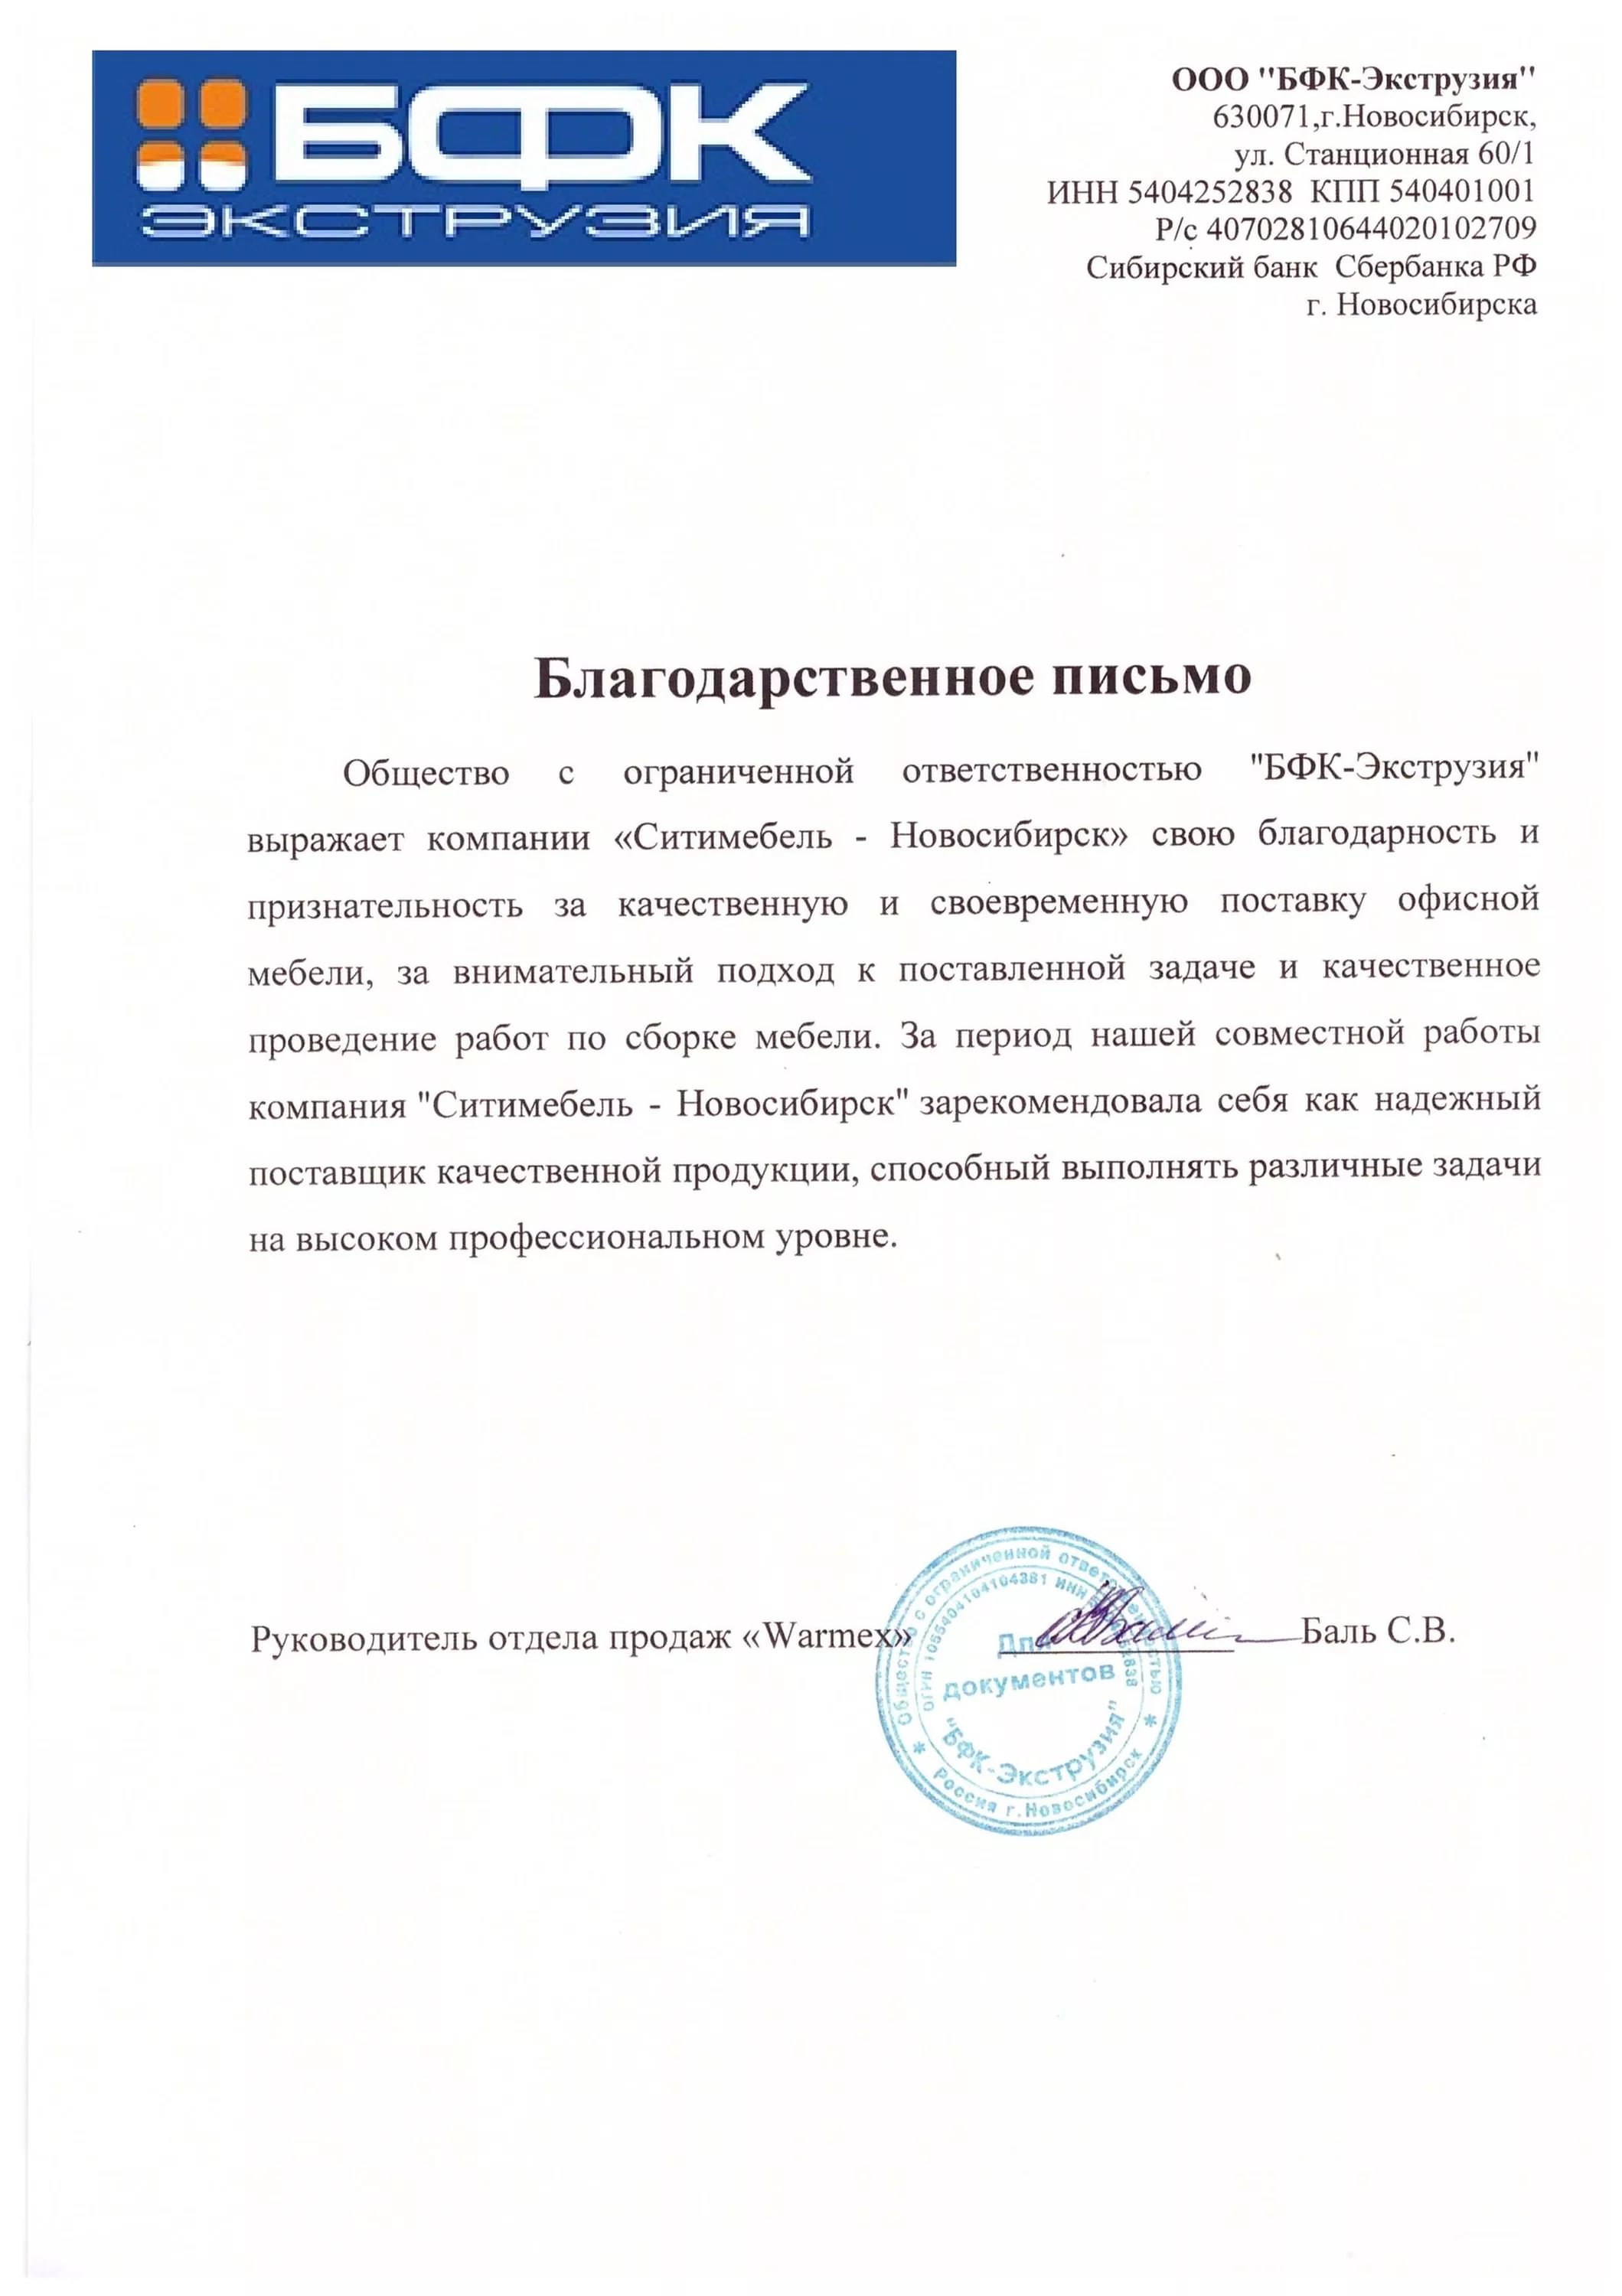 БФК
ЭКСТРУЗИЯ
ООО "БФК-Экструзия"
630071,г.Новосибирск,
ул. Станционная 60/1
ИНН 5404252838 КПП 540401001
Р/с 40702810644020102709
Сибирский банк Сбербанка РФ
г. Новосибирска
Благодарственное письмо
Общество с ограниченной ответственностью "БФК-Экструзия"
выражает компании «Ситимебель - Новосибирск» свою благодарность и
признательность за качественную и своевременную поставку офисной
мебели, за внимательный подход к поставленной задаче и качественное
проведение работ по сборке мебели. За период нашей совместной работы
компания "Ситимебель - Новосибирск" зарекомендовала себя как надежный
поставщик качественной продукции, способный выполнять различные задачи
на высоком профессиональном уровне.
Руководитель отдела продаж «Warmex» Баль С.В.
Общество с ограниченной ответственностью
ОГРН 1055404104381 ИНН
Для
документов
"БФК-Экструзия"
Россия г.Новосибирск